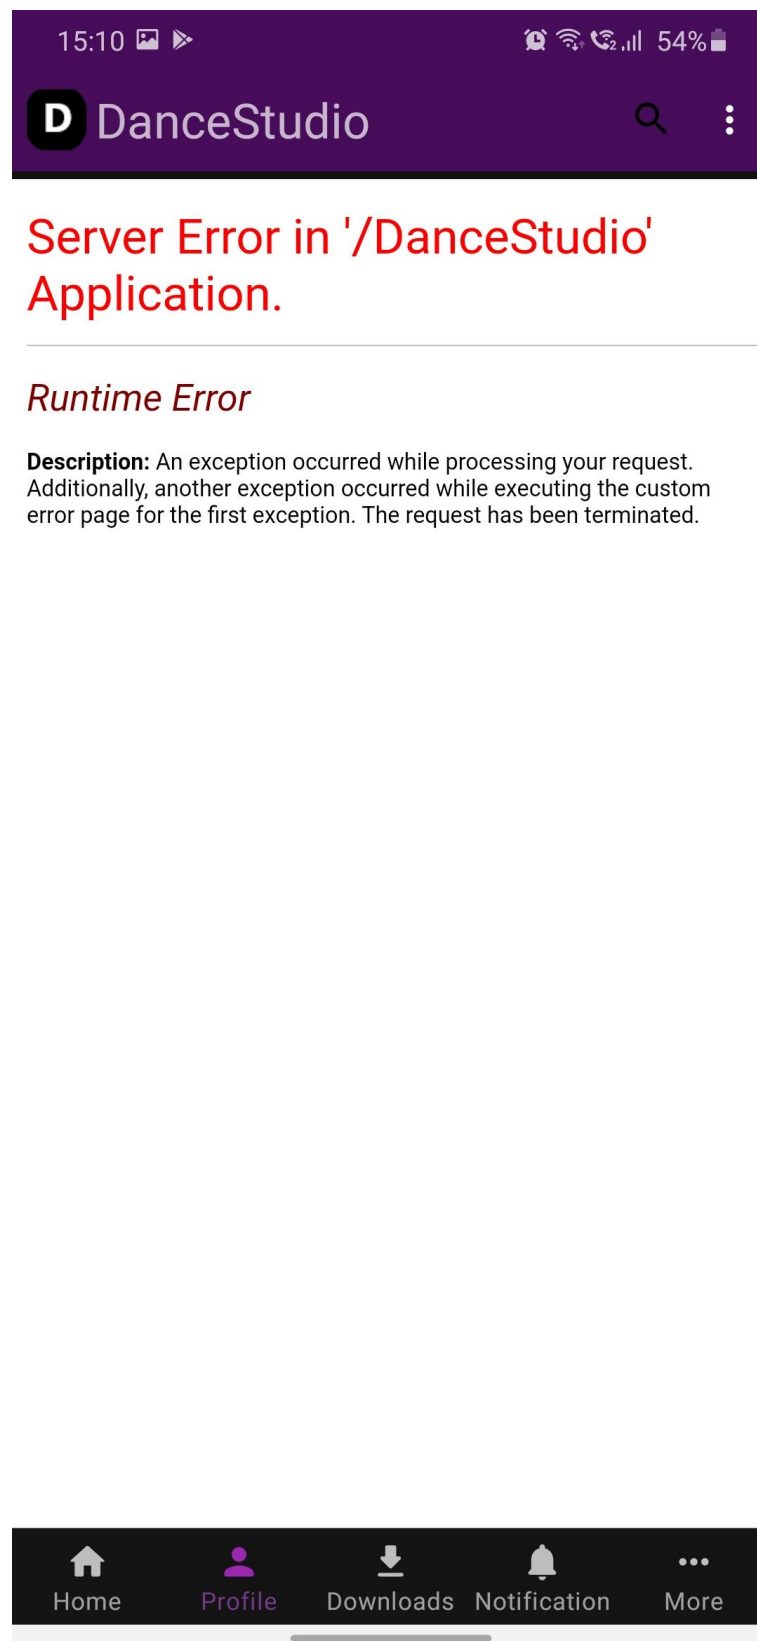 15:10 54%
D DanceStudio
Server Error in '/DanceStudio'
Application.
Runtime Error
Description: An exception occurred while processing your request.
Additionally, another exception occurred while executing the custom
error page for the first exception. The request has been terminated.
Home Profile Downloads Notification More